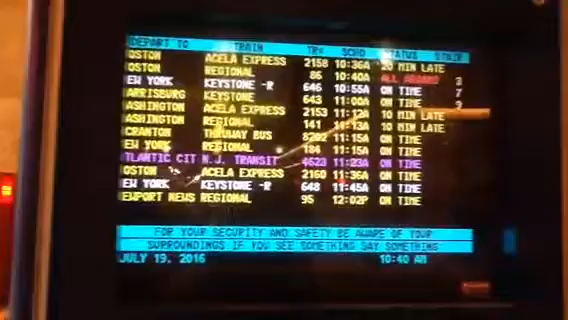 DEPART TO TRAIN TR# SCHD STATUS STAIR
OSTON ACELA EXPRESS 2158 10:36A 20 MIN LATE
OSTON REGIONAL 86 10:40A ALL ABOARD 3
EW YORK KEYSTONE -R 646 10:55A ON TIME 7
ARRISBURG KEYSTONE 643 11:00A ON TIME 9
ASHINGTON ACELA EXPRESS 2153 10 MIN LATE
ASHINGTON REGIONAL 141 11:13A 10 MIN LATE
CRANTON THRUWAY BUS 8202 11:15A ON TIME
EW YORK REGIONAL 184 11:15A ON TIME
TLANTIC CIT N.J. TRANSIT 4623 11:23A ON TIME
OSTON ACELA EXPRESS 2160 11:36A ON TIME
EW YORK KEYSTONE -R 648 11:45A ON TIME
EWPORT NEWS REGIONAL 95 12:02P ON TIME
FOR YOUR SECURITY AND SAFETY BE AWARE OF YOUR
SURROUNDINGS IF YOU SEE SOMETHING SAY SOMETHING
JULY 19, 2016 10:40 AM